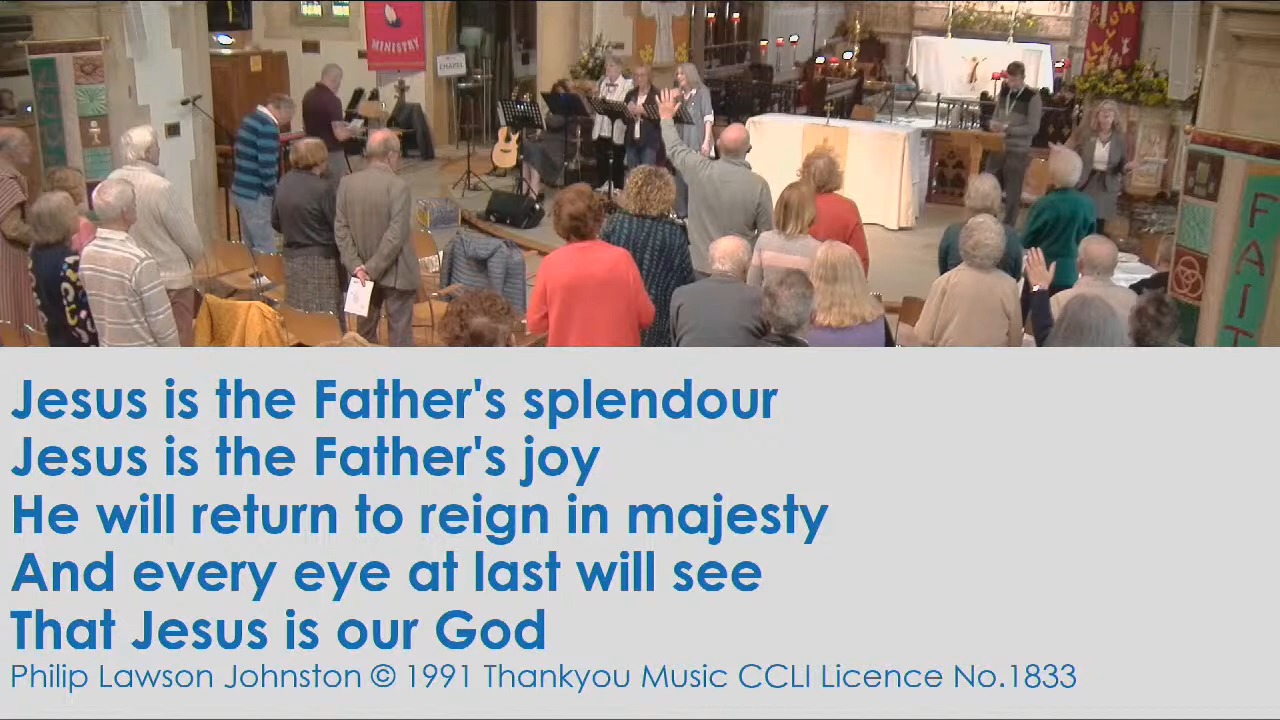 MINISTRY
CHAPEL
FAIT
Jesus is the Father's splendour
Jesus is the Father's joy
He will return to reign in majesty
And every eye at last will see
That Jesus is our God
Philip Lawson Johnston © 1991 Thankyou Music CCLI Licence No.1833